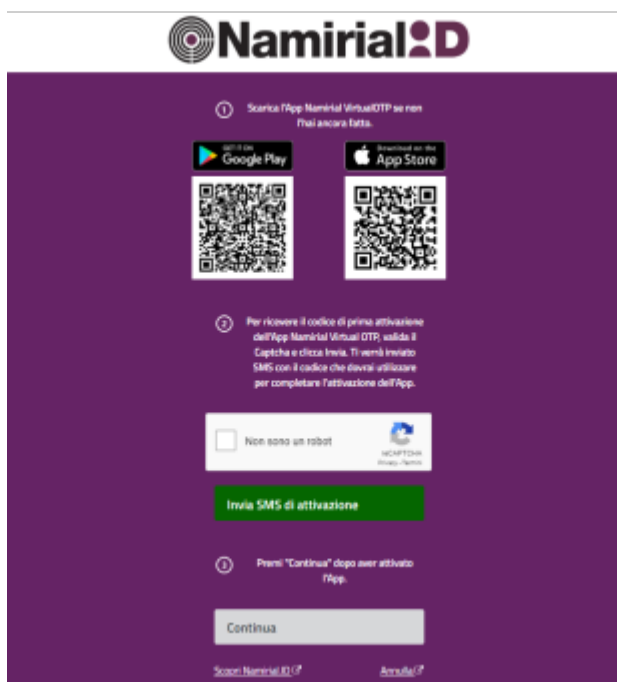 NamirialID
1 Scarica l'App Namirial VirtualOTP se non
l'hai ancora fatta.
GET IT ON
Google Play
Download on the
App Store
2 Per ricevere il codice di prima attivazione
dell'App Namirial Virtual OTP, valida il
Captcha e clicca Invia. Ti verrà inviato
SMS con il codice che dovrai utilizzare
per completare l'attivazione dell'App.
Non sono un robot
reCAPTCHA
Privacy - Termini
Invia SMS di attivazione
3 Premi "Continua" dopo aver attivato
l'App.
Continua
Scopri Namirial.ID
Annulla